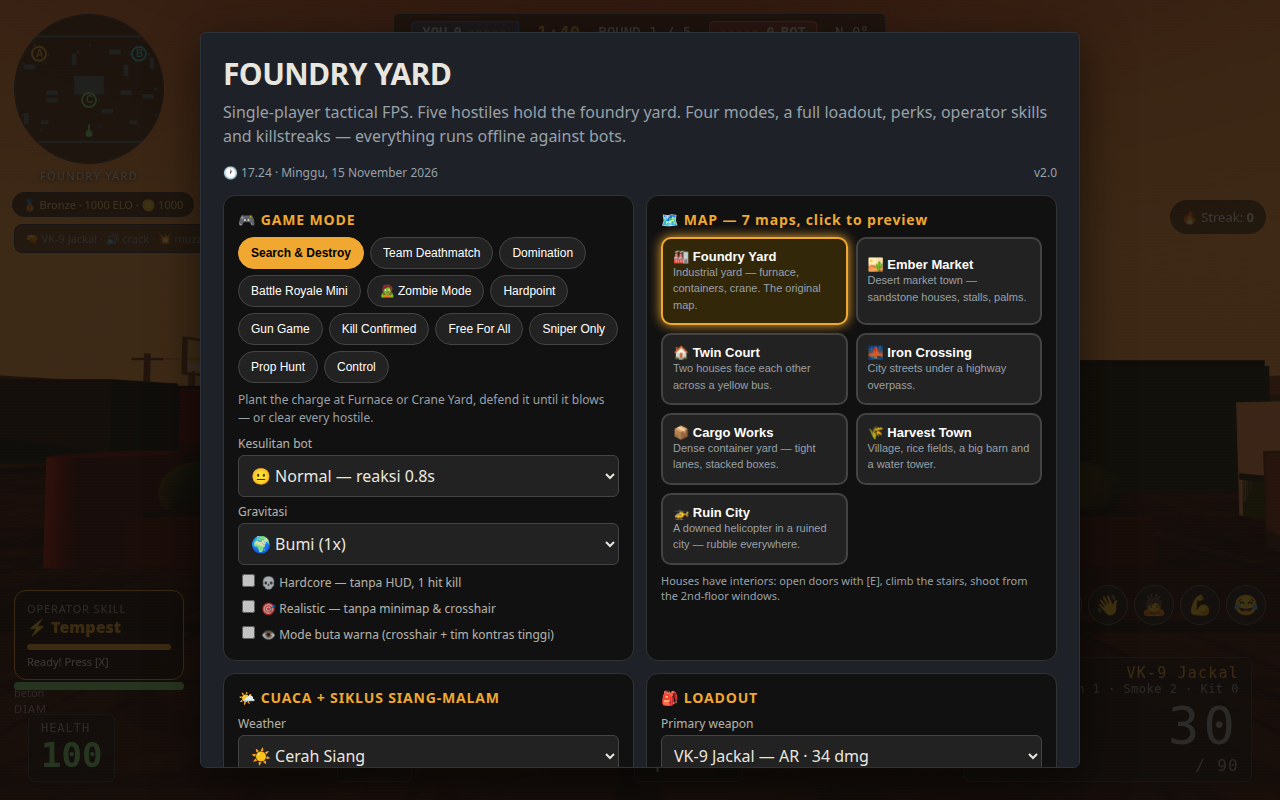 FOUNDRY YARD
Single-player tactical FPS. Five hostiles hold the foundry yard. Four modes, a full loadout, perks, operator skills
and killstreaks — everything runs offline against bots.
🕐 17.24 · Minggu, 15 November 2026
v2.0
🎮 GAME MODE
Search & Destroy
Team Deathmatch
Domination
Battle Royale Mini
🧟 Zombie Mode
Hardpoint
Gun Game
Kill Confirmed
Free For All
Sniper Only
Prop Hunt
Control
Plant the charge at Furnace or Crane Yard, defend it until it blows
— or clear every hostile.
Kesulitan bot
😐 Normal — reaksi 0.8s
Gravitasi
🌍 Bumi (1x)
💀 Hardcore — tanpa HUD, 1 hit kill
🎯 Realistic — tanpa minimap & crosshair
👁 Mode buta warna (crosshair + tim kontras tinggi)
🗺️ MAP — 7 maps, click to preview
🏭 Foundry Yard
Industrial yard — furnace,
containers, crane. The original
map.
🏜️ Ember Market
Desert market town —
sandstone houses, stalls, palms.
🏠 Twin Court
Two houses face each other
across a yellow bus.
🌉 Iron Crossing
City streets under a highway
overpass.
📦 Cargo Works
Dense container yard — tight
lanes, stacked boxes.
🌾 Harvest Town
Village, rice fields, a big barn and
a water tower.
🚁 Ruin City
A downed helicopter in a ruined
city — rubble everywhere.
Houses have interiors: open doors with [E], climb the stairs, shoot from
the 2nd-floor windows.
🌤️ CUACA + SIKLUS SIANG-MALAM
Weather
☀️ Cerah Siang
🎒 LOADOUT
Primary weapon
VK-9 Jackal — AR · 34 dmg
A
B
C
FOUNDRY YARD
🥉 Bronze · 1000 ELO · 🪙 1000
VK-9 Jackal · 🔊 crack · 💥
🔥 Streak: 0
OPERATOR SKILL
⚡ Tempest
Ready! Press [X]
beton
DIAM
HEALTH
100
VK-9 Jackal
1 · Smoke 2 · Kit 0
30
/ 90